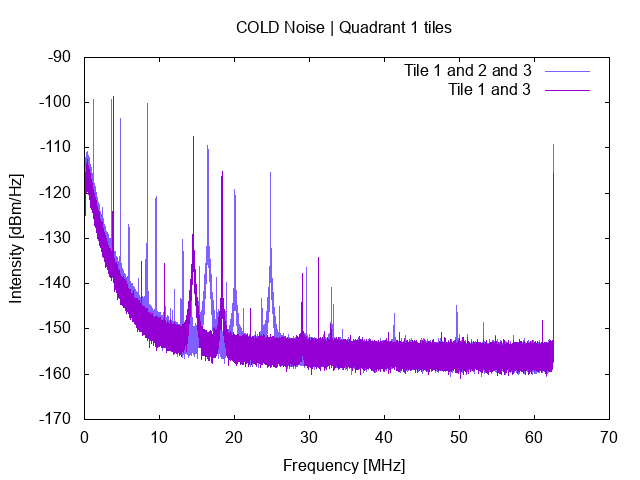 COLD Noise | Quadrant 1 tiles
Tile 1 and 2 and 3
Tile 1 and 3
-90
-100
-110
-120
-130
-140
-150
-160
-170
Intensity [dBm/Hz]
0 10 20 30 40 50 60 70
Frequency [MHz]